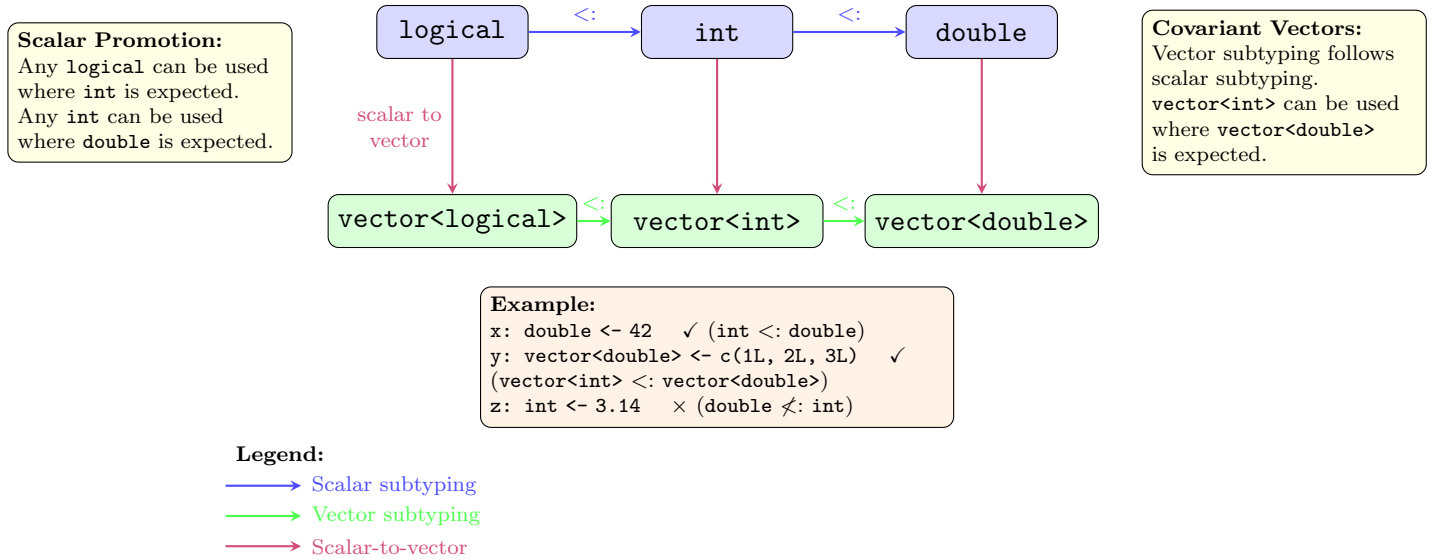 logical
<:
int
<:
double
Scalar Promotion:
Any logical can be used
where int is expected.
Any int can be used
where double is expected.
Covariant Vectors:
Vector subtyping follows
scalar subtyping.
vector<int> can be used
where vector<double>
is expected.
scalar to
vector
vector<logical>
<:
vector<int>
<:
vector<double>
Example:
x: double <- 42 ✓ (int <: double)
y: vector<double> <- c(1L, 2L, 3L) ✓
(vector<int> <: vector<double>)
z: int <- 3.14 × (double ≮: int)
Legend:
Scalar subtyping
Vector subtyping
Scalar-to-vector